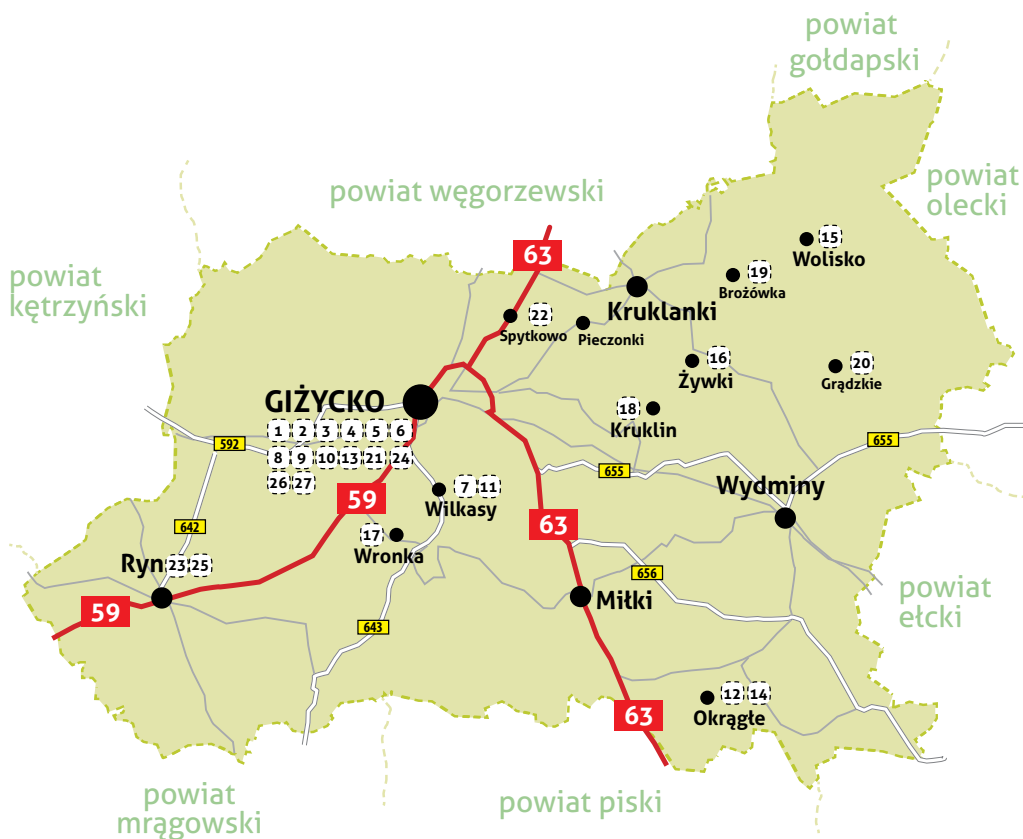 powiat
gołdapski
powiat węgorzewski
powiat
olecki
powiat
kętrzyński
63
15
Wolisko
19
Brożówka
Kruklanki
22
Spytkowo
Pieczonki
16
Żywki
20
Grądzkie
GIŻYCKO
18
Kruklin
1 2 3 4 5 6
592
8 9 10 13 21 24
26 27
655
655
59
7 11
Wilkasy
Wydminy
642
63
17
Wronka
Ryn 23 25
656
59
Miłki
powiat
ełcki
643
12 14
Okrągłe
63
powiat
mrągowski
powiat piski